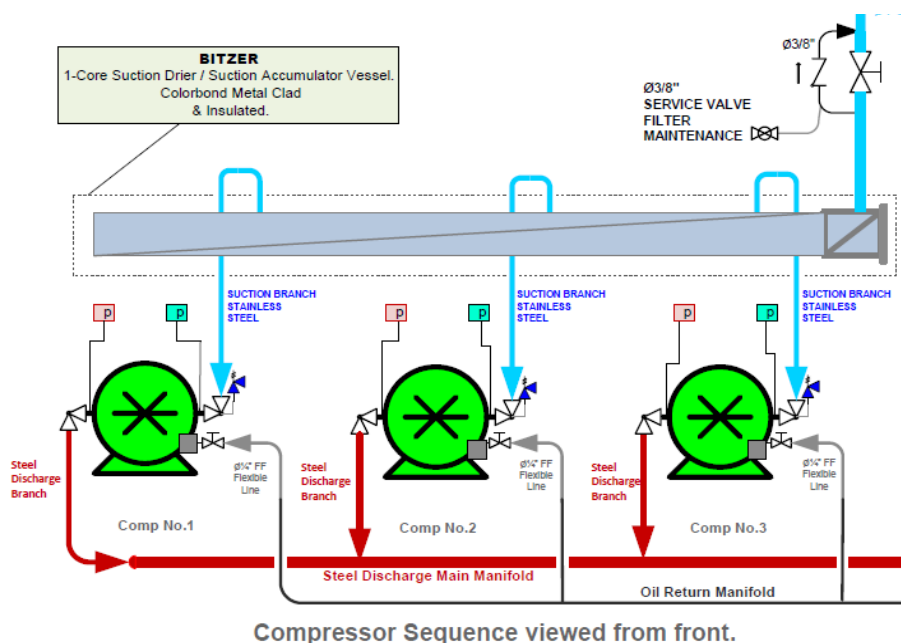 BITZER
1-Core Suction Drier / Suction Accumulator Vessel.
Colorbond Metal Clad
& Insulated.
Ø3/8"
Ø3/8"
SERVICE VALVE
FILTER
MAINTENANCE
SUCTION BRANCH
STAINLESS
STEEL
SUCTION BRANCH
STAINLESS
STEEL
SUCTION BRANCH
STAINLESS
STEEL
p
p
p
p
p
p
Steel
Discharge
Branch
Ø¼" FF
Flexible
Line
Steel
Discharge
Branch
Ø¼" FF
Flexible
Line
Steel
Discharge
Branch
Ø¼" FF
Flexible
Line
Comp No.1
Comp No.2
Comp No.3
Steel Discharge Main Manifold
Oil Return Manifold
Compressor Sequence viewed from front.